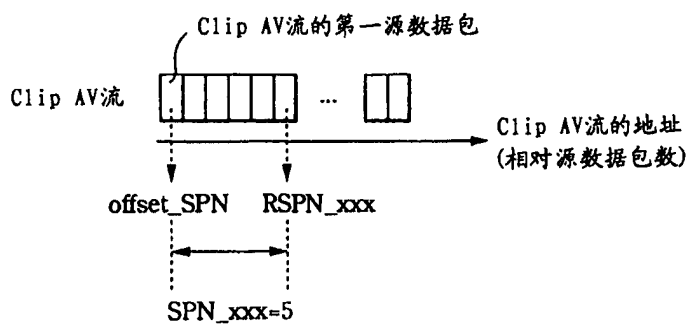 Clip AV流的第一源数据包
Clip AV流
...
Clip AV流的地址
(相对源数据包数)
offset_SPN
RSPN_xxx
SPN_xxx=5